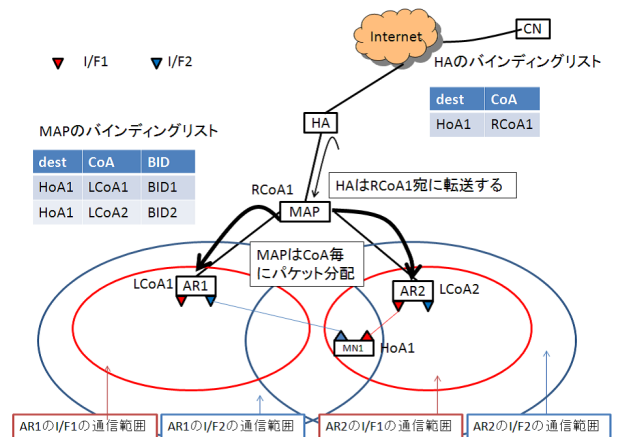 Internet
CN
I/F1
I/F2
HAのバインディングリスト
dest CoA
HoA1 RCoA1
HA
MAPのバインディングリスト
dest CoA BID
HoA1 LCoA1 BID1
HoA1 LCoA2 BID2
RCoA1
HAはRCoA1宛に転送する
MAP
MAPはCoA毎
にパケット分配
LCoA1
AR1
AR2
LCoA2
MN1
HoA1
AR1のI/F1の通信範囲
AR1のI/F2の通信範囲
AR2のI/F1の通信範囲
AR2のI/F2の通信範囲